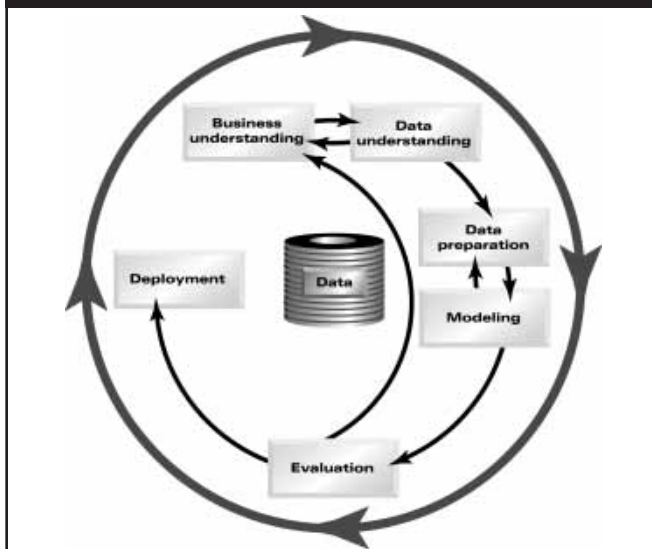 Business
understanding
Data
understanding
Data
preparation
Modeling
Evaluation
Deployment
Data